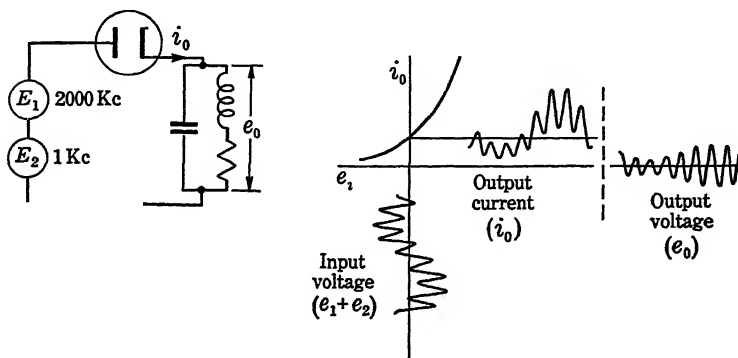 i₀
E₁ 2000 Kc
E₂ 1 Kc
e₀
i₀
e₁
Output
current
(i₀)
Output
voltage
(e₀)
Input
voltage
(e₁+e₂)